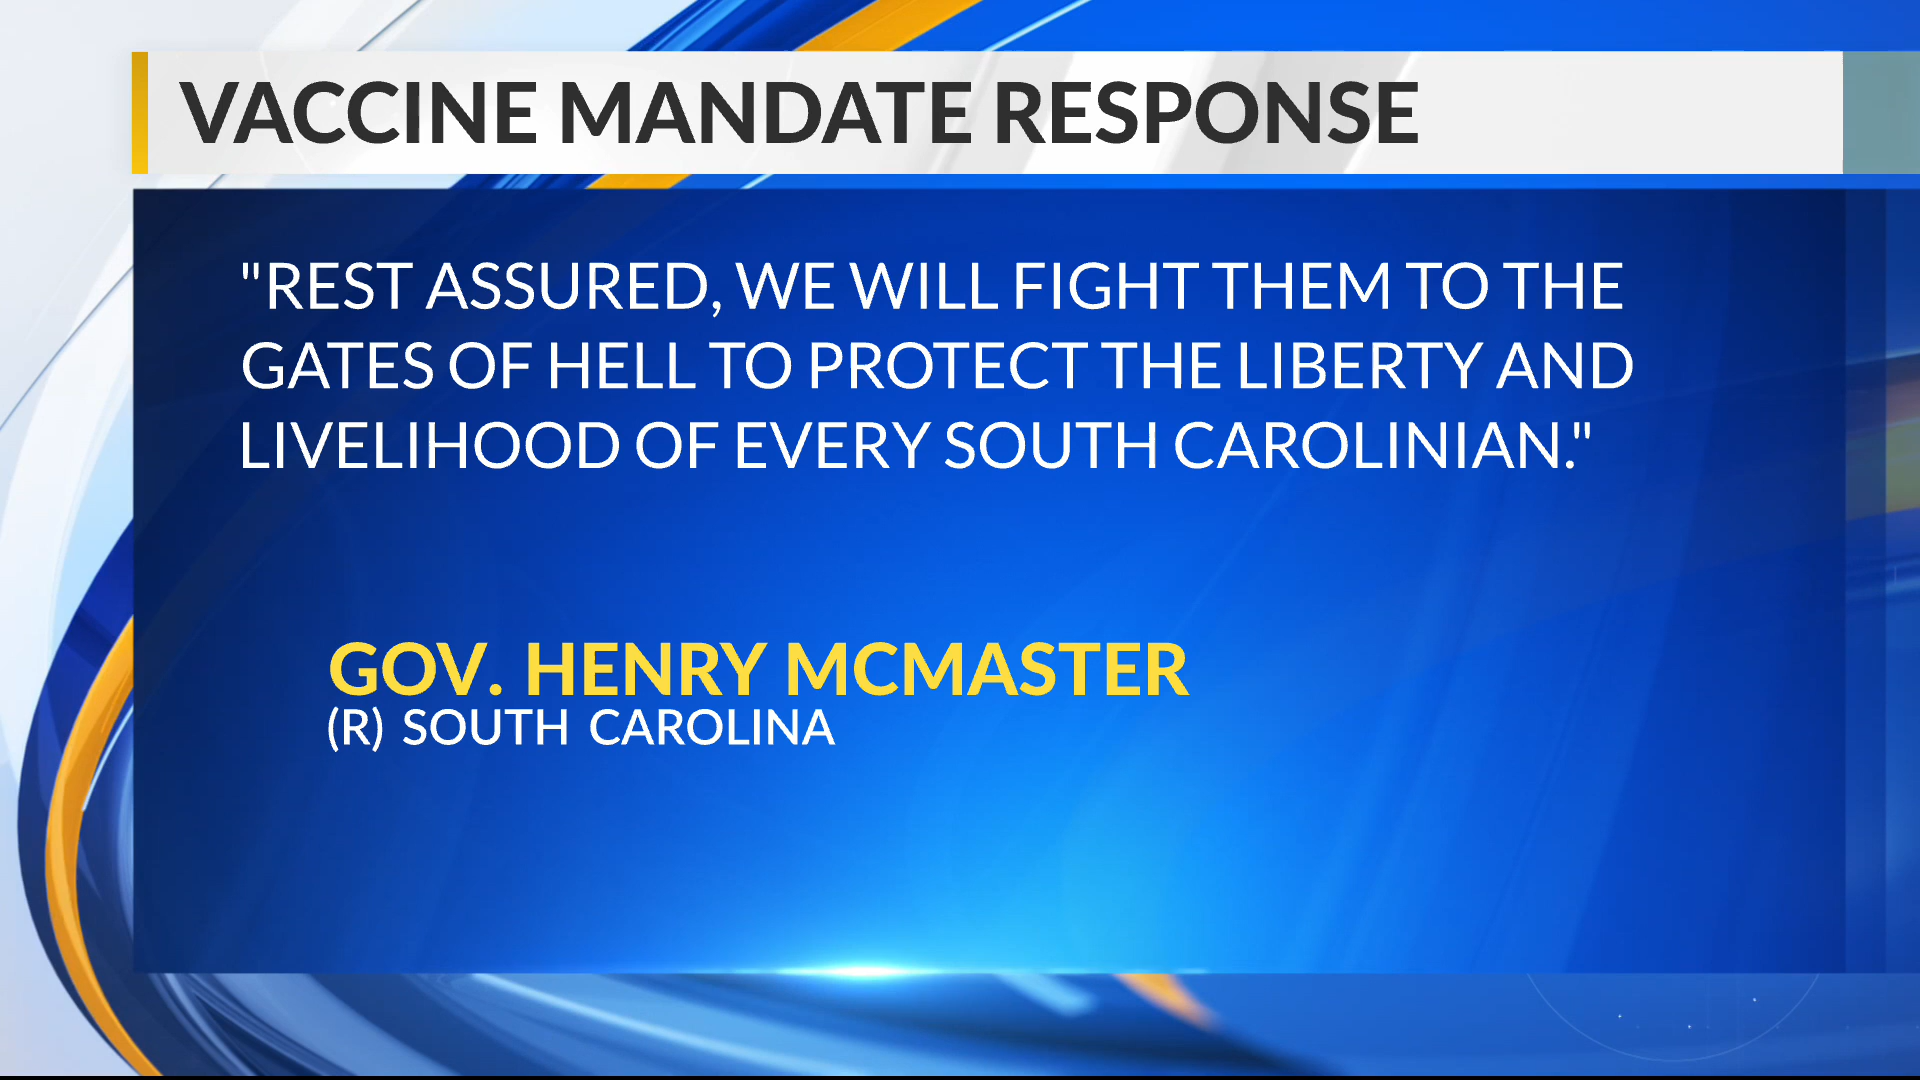 VACCINE MANDATE RESPONSE
"REST ASSURED, WE WILL FIGHT THEM TO THE
GATES OF HELL TO PROTECT THE LIBERTY AND
LIVELIHOOD OF EVERY SOUTH CAROLINIAN."
GOV. HENRY MCMASTER
(R) SOUTH CAROLINA